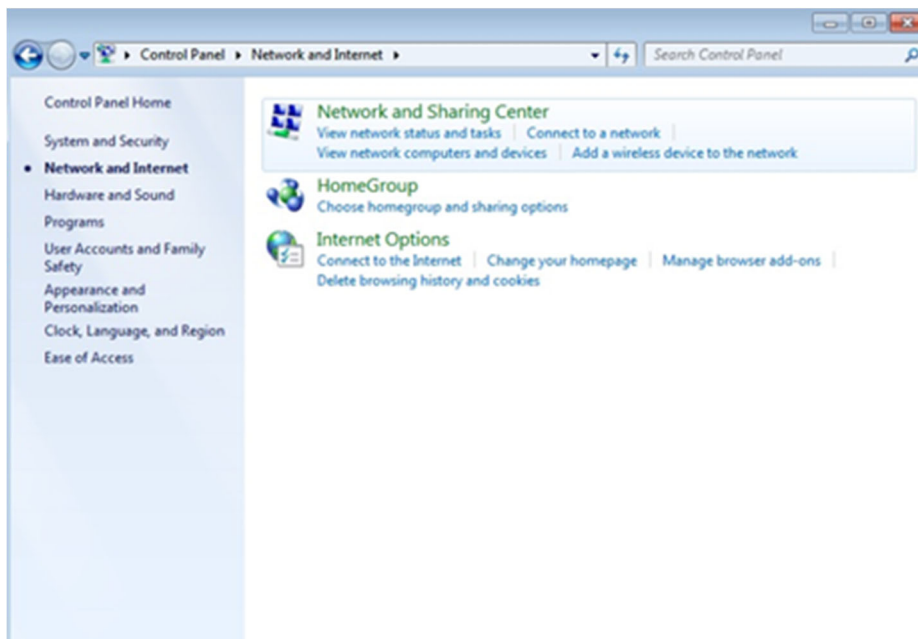 Control Panel ▸ Network and Internet ▸
Search Control Panel
Control Panel Home
System and Security
Network and Internet
Hardware and Sound
Programs
User Accounts and Family
Safety
Appearance and
Personalization
Clock, Language, and Region
Ease of Access
Network and Sharing Center
View network status and tasks | Connect to a network |
View network computers and devices | Add a wireless device to the network
HomeGroup
Choose homegroup and sharing options
Internet Options
Connect to the Internet | Change your homepage | Manage browser add-ons |
Delete browsing history and cookies